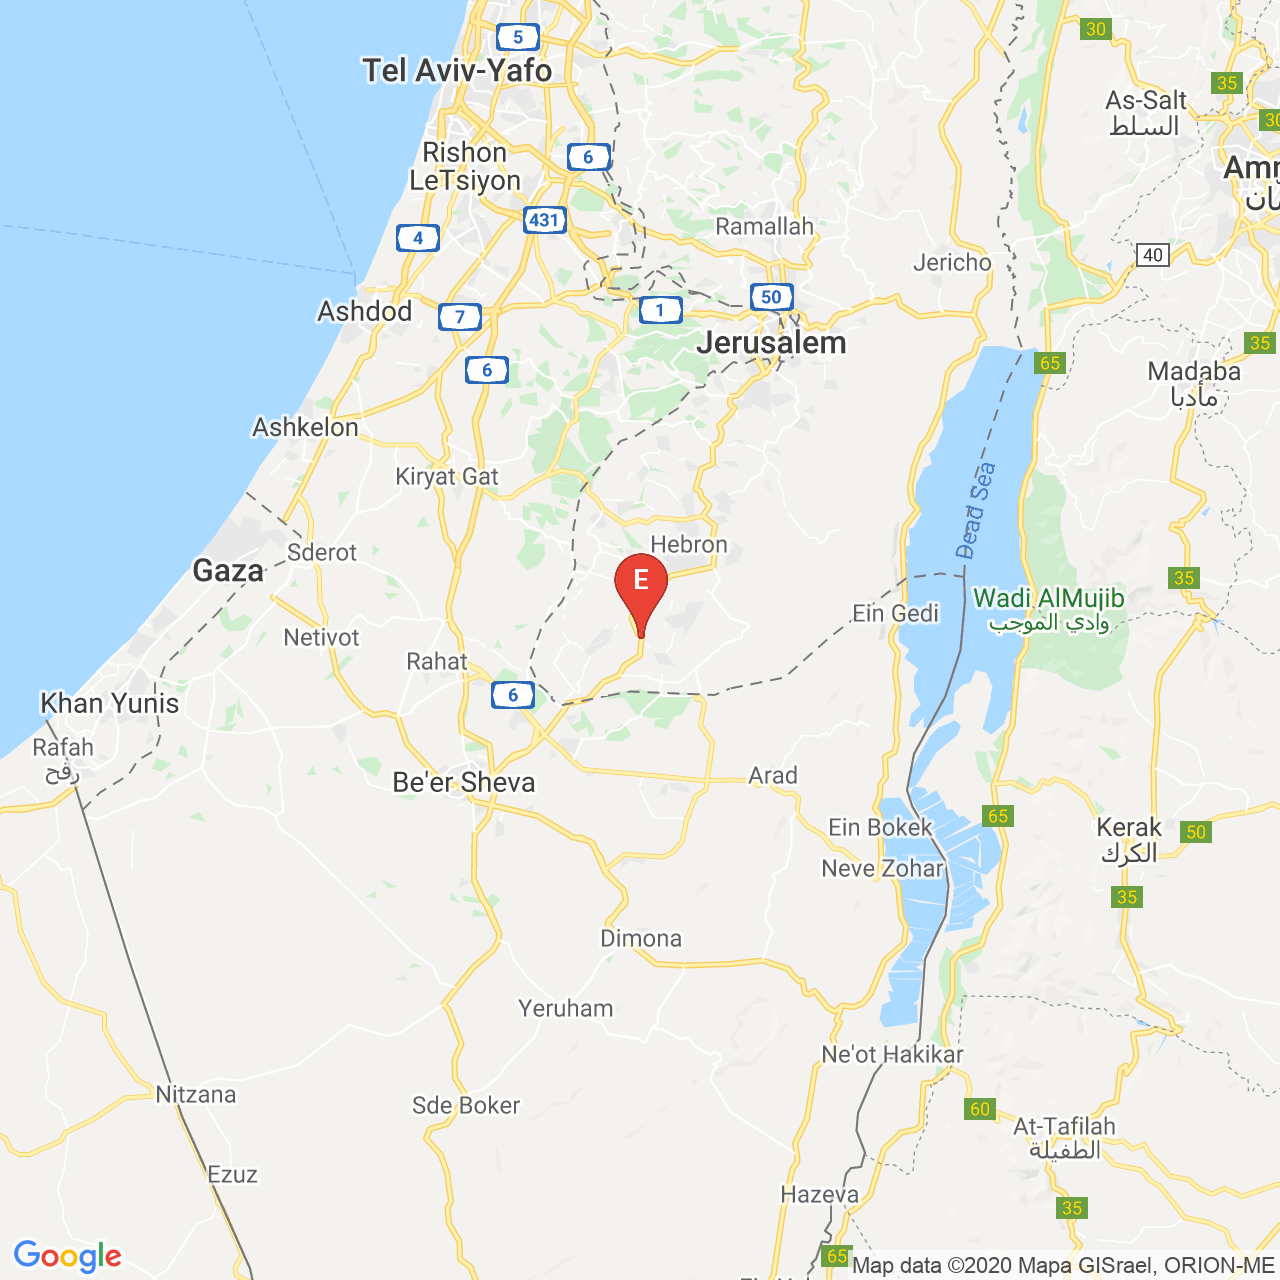 5
30
Tel Aviv-Yafo
35
As-Salt
السلط
30
Rishon
LeTsiyon
6
431
Ramallah
4
40
Jericho
50
1
Ashdod
7
Jerusalem
35
65
6
Madaba
مأدبا
Ashkelon
Kiryat Gat
Dead Sea
Hebron
Sderot
Gaza
E
35
Wadi AlMujib
وادي الموجب
Ein Gedi
Netivot
Rahat
6
Khan Yunis
Rafah
رفح
Be'er Sheva
Arad
65
Ein Bokek
Kerak
الكرك
50
Neve Zohar
35
Dimona
Yeruham
Ne'ot Hakikar
Nitzana
Sde Boker
60
At-Tafilah
الطفيلة
Ezuz
Hazeva
35
65
Google
Map data ©2020 Mapa GISrael, ORION-ME